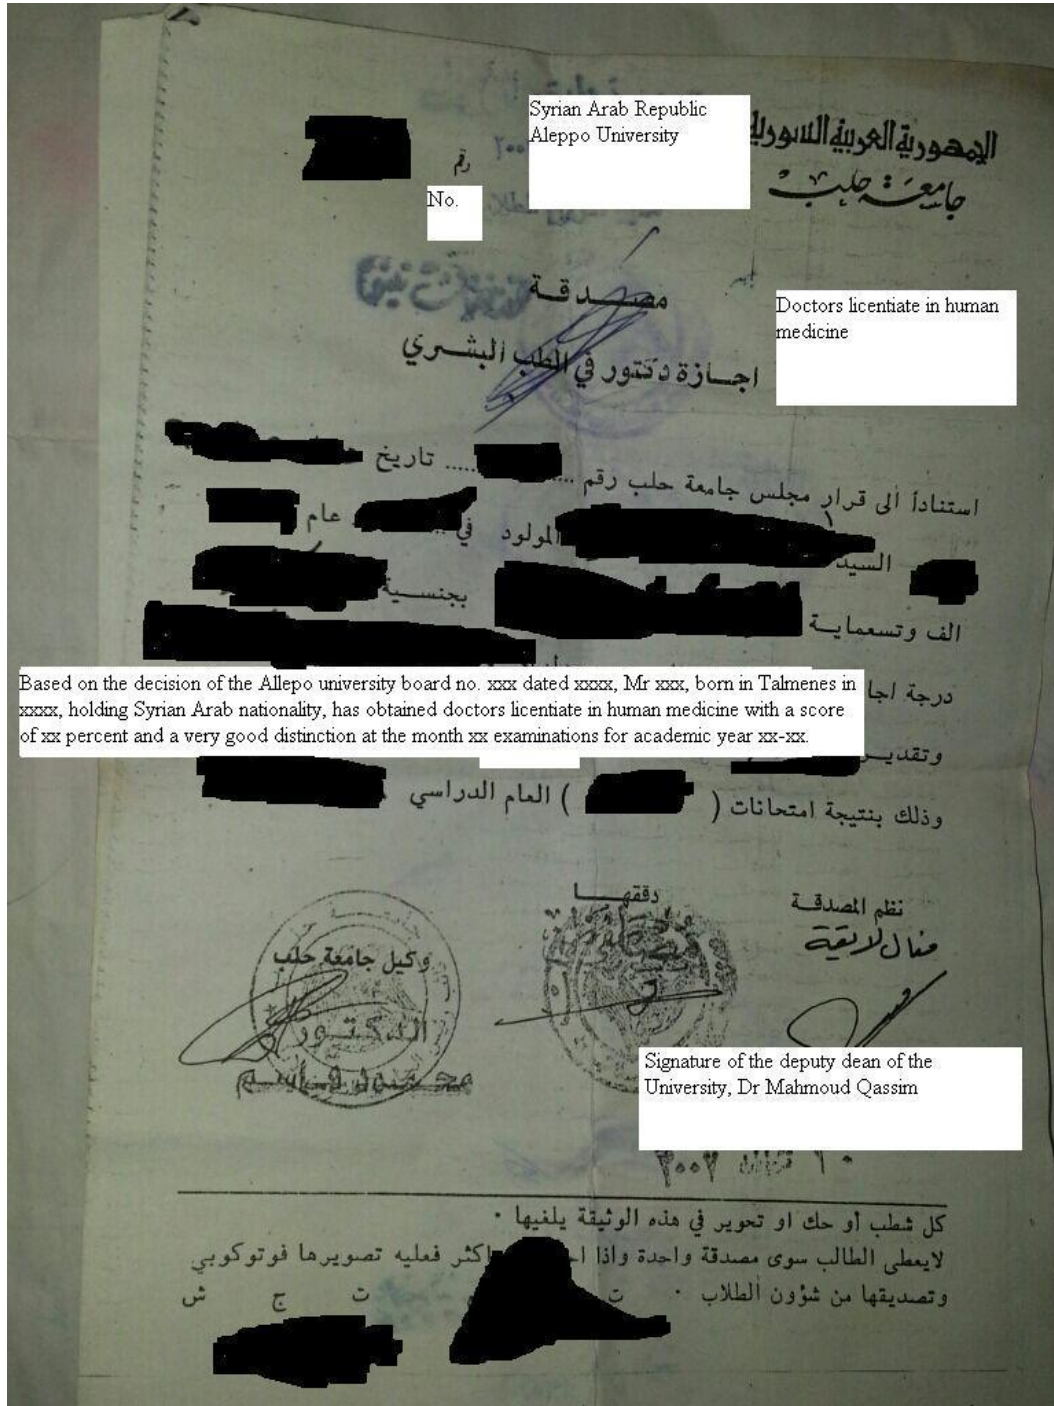 الجمهورية العربية السورية
جامعة حلب
Syrian Arab Republic
Aleppo University
رقم
No.
مصدقة
اجازة دكتور في الطب البشري
Doctors licentiate in human
medicine
استناداً الى قرار مجلس جامعة حلب رقم ........ تاريخ
السيد المولود في عام
الف وتسعماية بجنسية
درجة اجا
Based on the decision of the Allepo university board no. xxx dated xxxx, Mr xxx, born in Talmenes in
xxxx, holding Syrian Arab nationality, has obtained doctors licentiate in human medicine with a score
of xx percent and a very good distinction at the month xx examinations for academic year xx-xx.
وتقدير
وذلك بنتيجة امتحانات ( ) العام الدراسي
نظم المصدقة
منال لايقة
دققها
وكيل جامعة حلب
الدكتور
محمود قاسم
Signature of the deputy dean of the
University, Dr Mahmoud Qassim
٢٠٠٢
كل شطب أو حك او تحوير في هذه الوثيقة يلغيها .
لايعطى الطالب سوى مصدقة واحدة واذا اكثر فعليه تصويرها فوتوكوبي
وتصديقها من شؤون الطلاب . ت ت ج ش